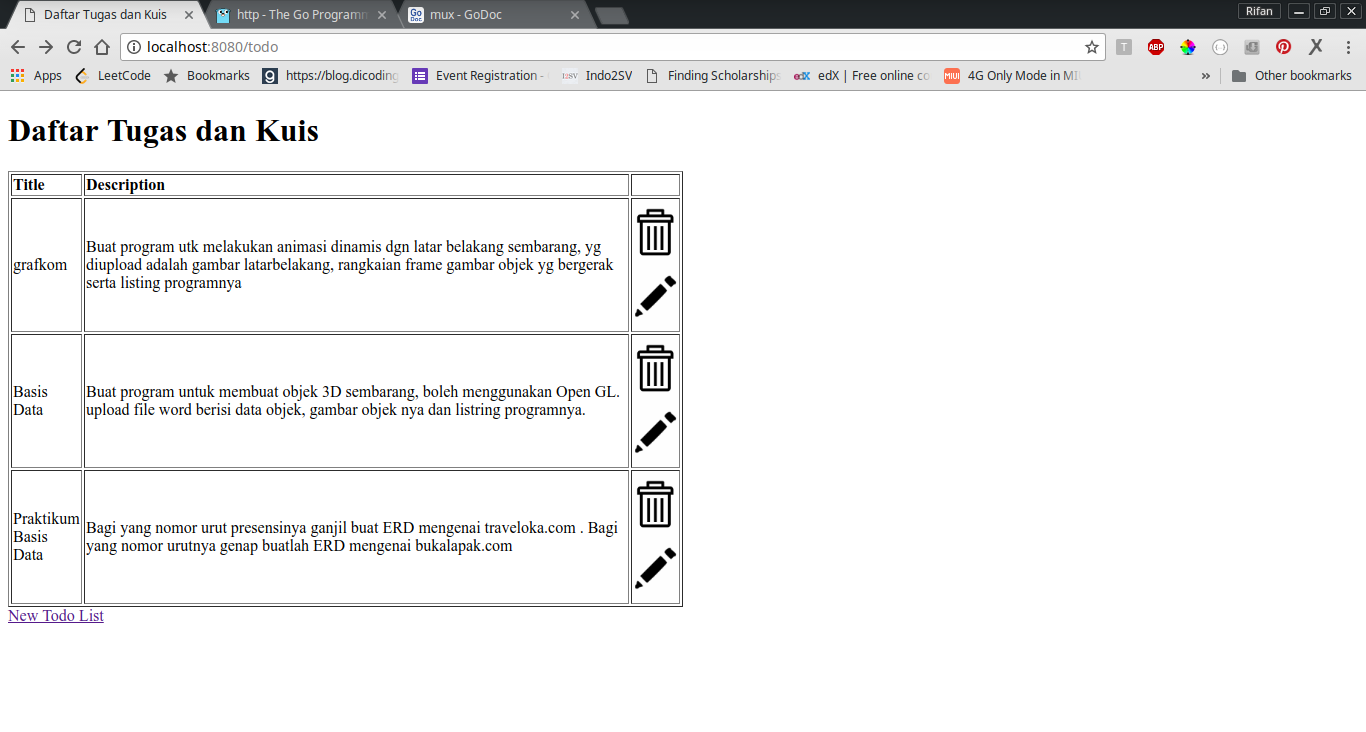 Daftar Tugas dan Kuis
http - The Go Programm
Go Doc
mux - GoDoc
Rifan
localhost:8080/todo
T
ABP
X
Apps
LeetCode
Bookmarks
g
https://blog.dicoding
Event Registration -
I2SV
Indo2SV
Finding Scholarships
edX
edX | Free online co
MIUI
4G Only Mode in MI
»
Other bookmarks
Daftar Tugas dan Kuis
Title Description
grafkom
Buat program utk melakukan animasi dinamis dgn latar belakang sembarang, yg
diupload adalah gambar latarbelakang, rangkaian frame gambar objek yg bergerak
serta listing programnya
Basis
Data
Buat program untuk membuat objek 3D sembarang, boleh menggunakan Open GL.
upload file word berisi data objek, gambar objek nya dan listring programnya.
Praktikum
Basis
Data
Bagi yang nomor urut presensinya ganjil buat ERD mengenai traveloka.com . Bagi
yang nomor urutnya genap buatlah ERD mengenai bukalapak.com
New Todo List